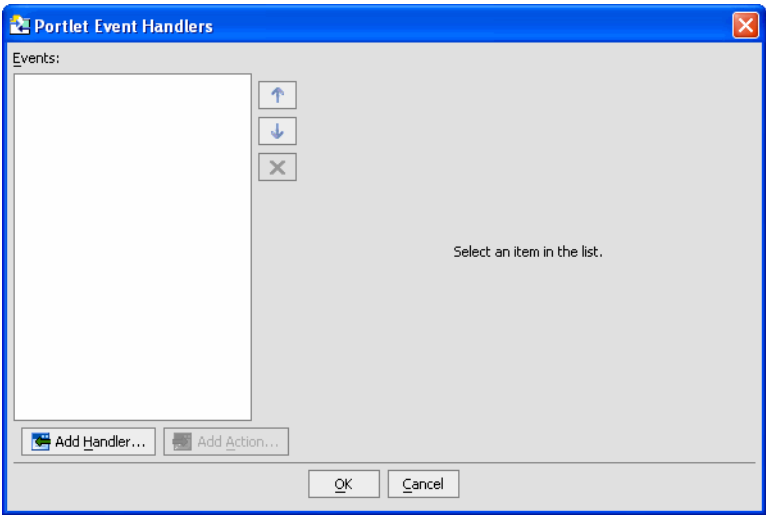 Portlet Event Handlers
Events:
Select an item in the list.
Add Handler... Add Action...
OK Cancel